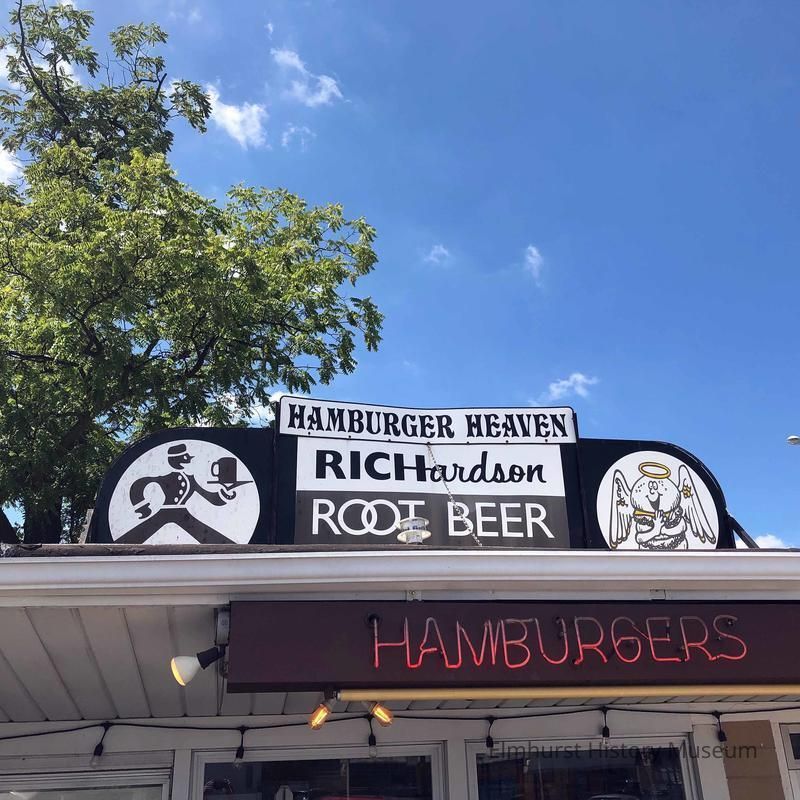 HAMBURGER HEAVEN
RICHardson
ROOT BEER
HAMBURGERS
Elmhurst History Museum